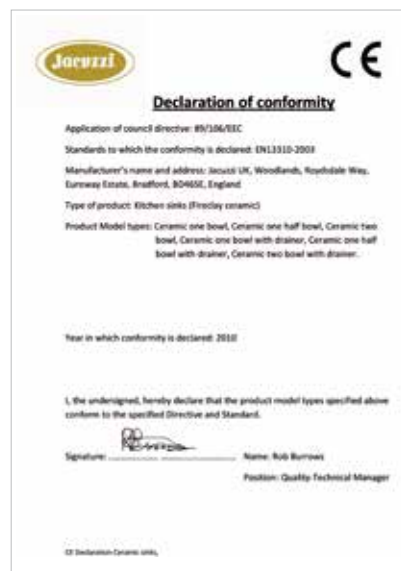 Jacuzzi
CE
Declaration of conformity
Application of council directive: 89/106/EEC
Standards to which the conformity is declared: EN13310-2003
Manufacturer's name and address: Jacuzzi UK, Woodlands, Roydsdale Way,
Euroway Estate, Bradford, BD46SE, England
Type of product: Kitchen sinks (Fireclay ceramic)
Product Model types: Ceramic one bowl, Ceramic one half bowl, Ceramic two
bowl, Ceramic one bowl with drainer, Ceramic one half
bowl with drainer, Ceramic two bowl with drainer.
Year in which conformity is declared: 2010
I, the undersigned, hereby declare that the product model types specified above
conform to the specified Directive and Standard.
Signature: .................. .................. Name: Rob Burrows
Position: Quality Technical Manager
CE Declaration-Ceramic sinks,